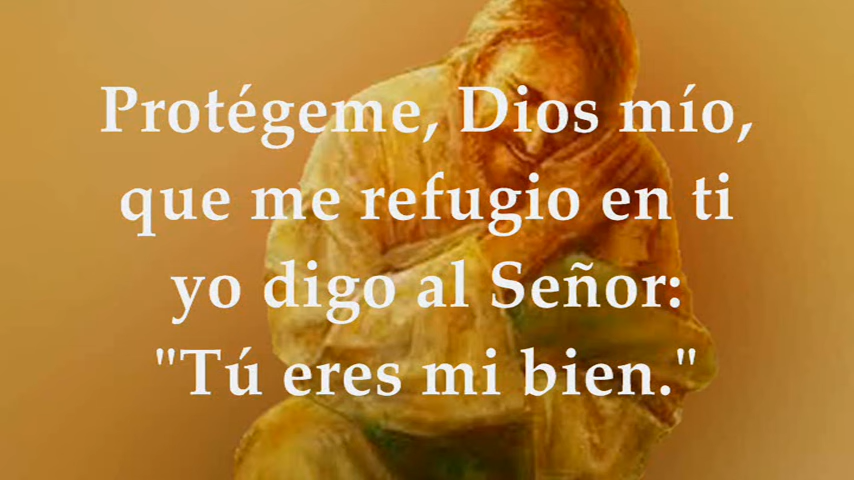 Protégeme, Dios mío,
que me refugio en ti
yo digo al Señor:
"Tú eres mi bien."